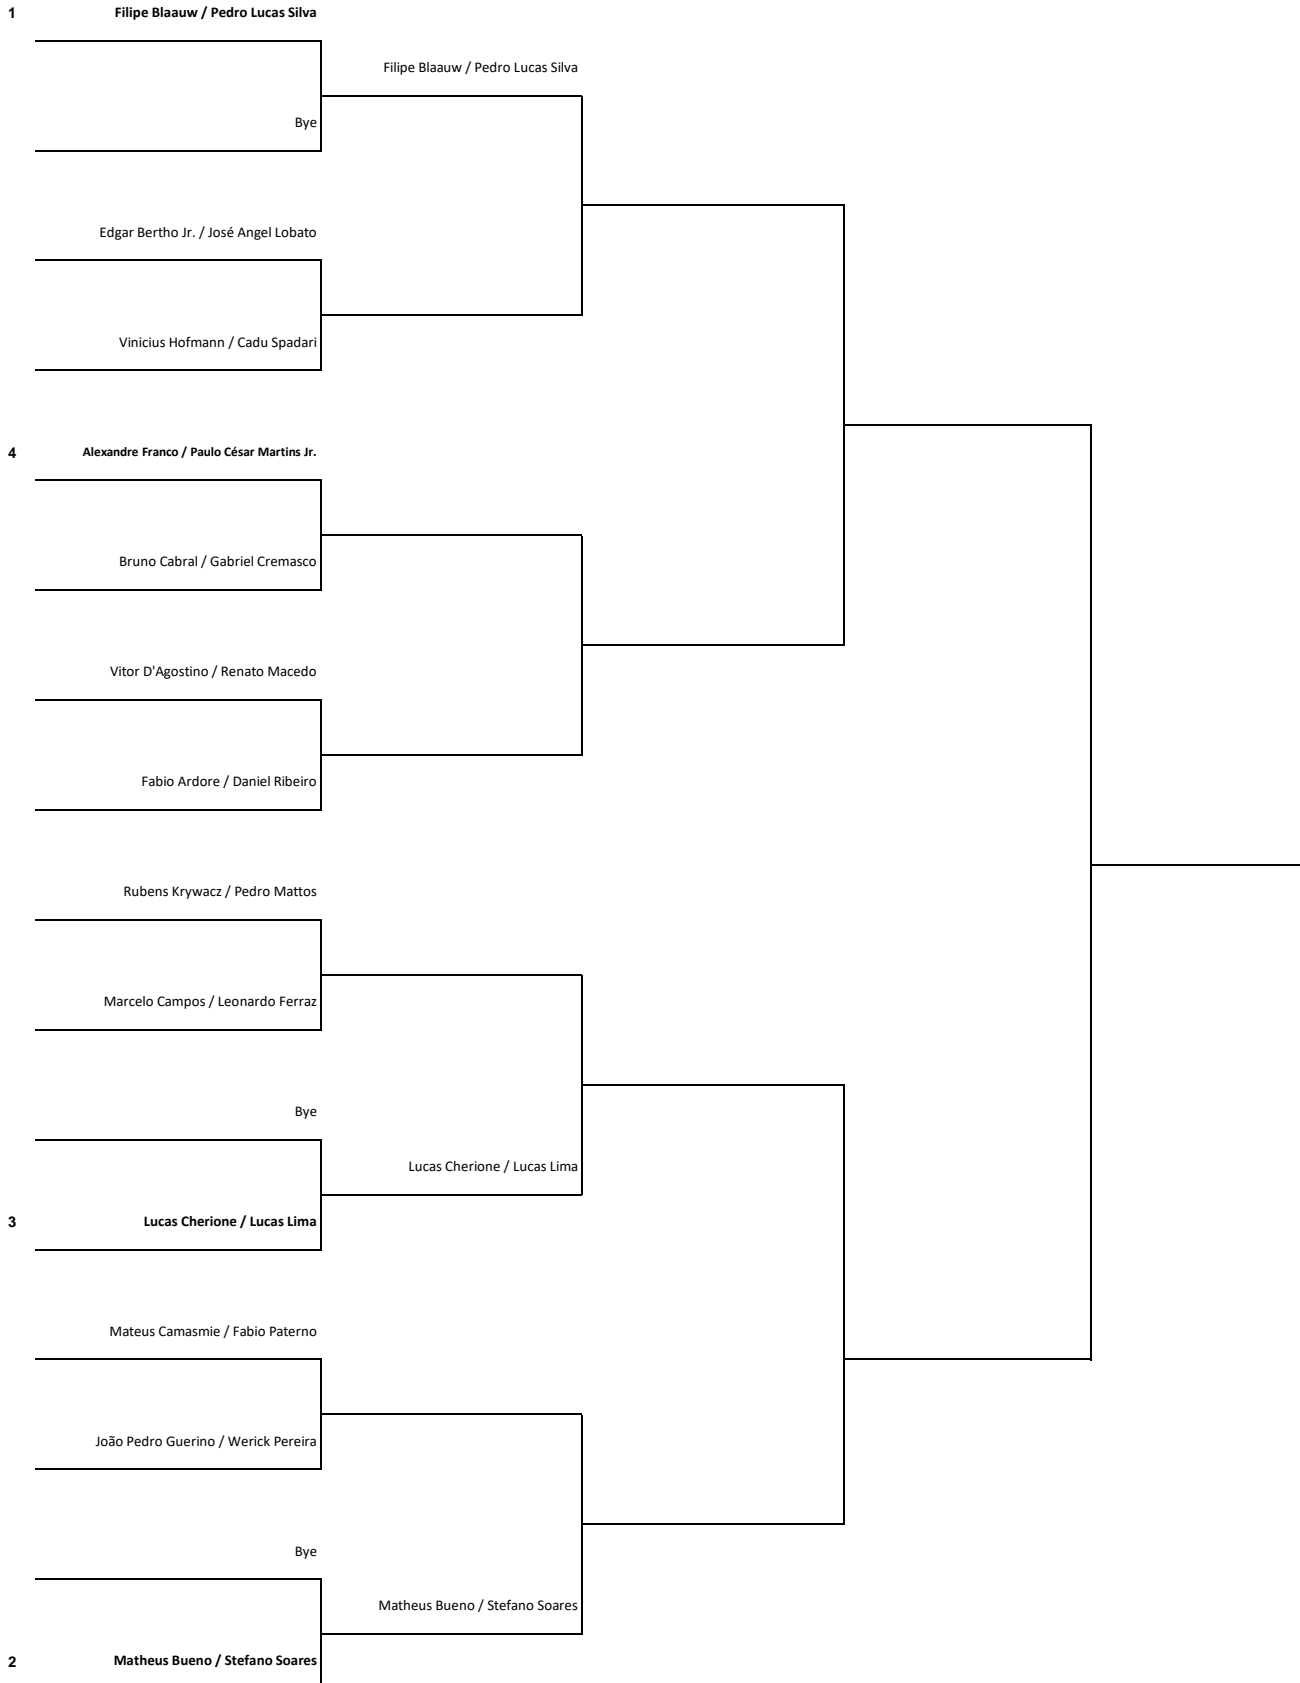 1 Filipe Blaauw / Pedro Lucas Silva
Filipe Blaauw / Pedro Lucas Silva
Bye
Edgar Bertho Jr. / José Angel Lobato
Vinicius Hofmann / Cadu Spadari
4 Alexandre Franco / Paulo César Martins Jr.
Bruno Cabral / Gabriel Cremasco
Vitor D'Agostino / Renato Macedo
Fabio Ardore / Daniel Ribeiro
Rubens Krywacz / Pedro Mattos
Marcelo Campos / Leonardo Ferraz
Bye
Lucas Cherione / Lucas Lima
3 Lucas Cherione / Lucas Lima
Mateus Camasmie / Fabio Paterno
João Pedro Guerino / Werick Pereira
Bye
Matheus Bueno / Stefano Soares
2 Matheus Bueno / Stefano Soares